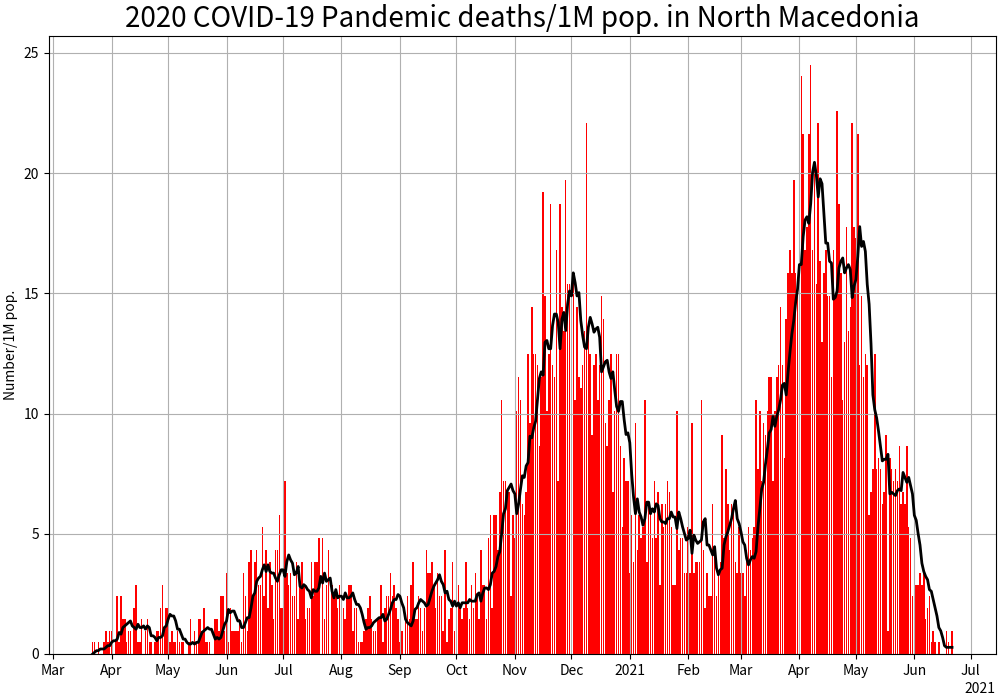 2020 COVID-19 Pandemic deaths/1M pop. in North Macedonia
Number/1M pop.
25
20
15
10
5
0
Mar Apr May Jun Jul Aug Sep Oct Nov Dec 2021 Feb Mar Apr May Jun Jul
2021